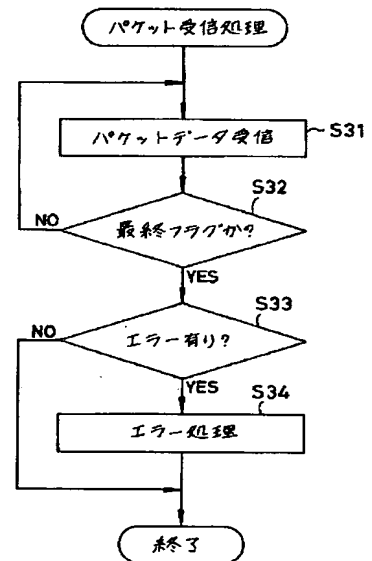 パケット受信処理
パケットデータ受信
S31
S32
最終フラグか?
NO
YES
S33
エラー有り?
NO
YES
S34
エラー処理
終了